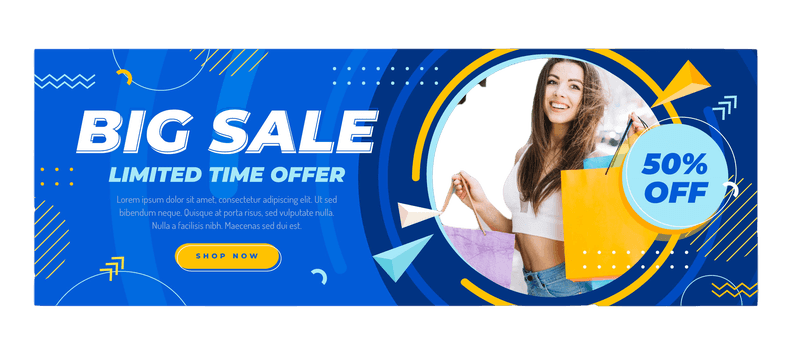 BIG SALE
LIMITED TIME OFFER
Lorem ipsum dolor sit amet, consectetur adipiscing elit. Ut
bibendum neque. Quisque at porta risus, sed vulputate nulla.
Nulla a facilisis nibh. Maecenas sed dui est.
SHOP NOW
50%
OFF